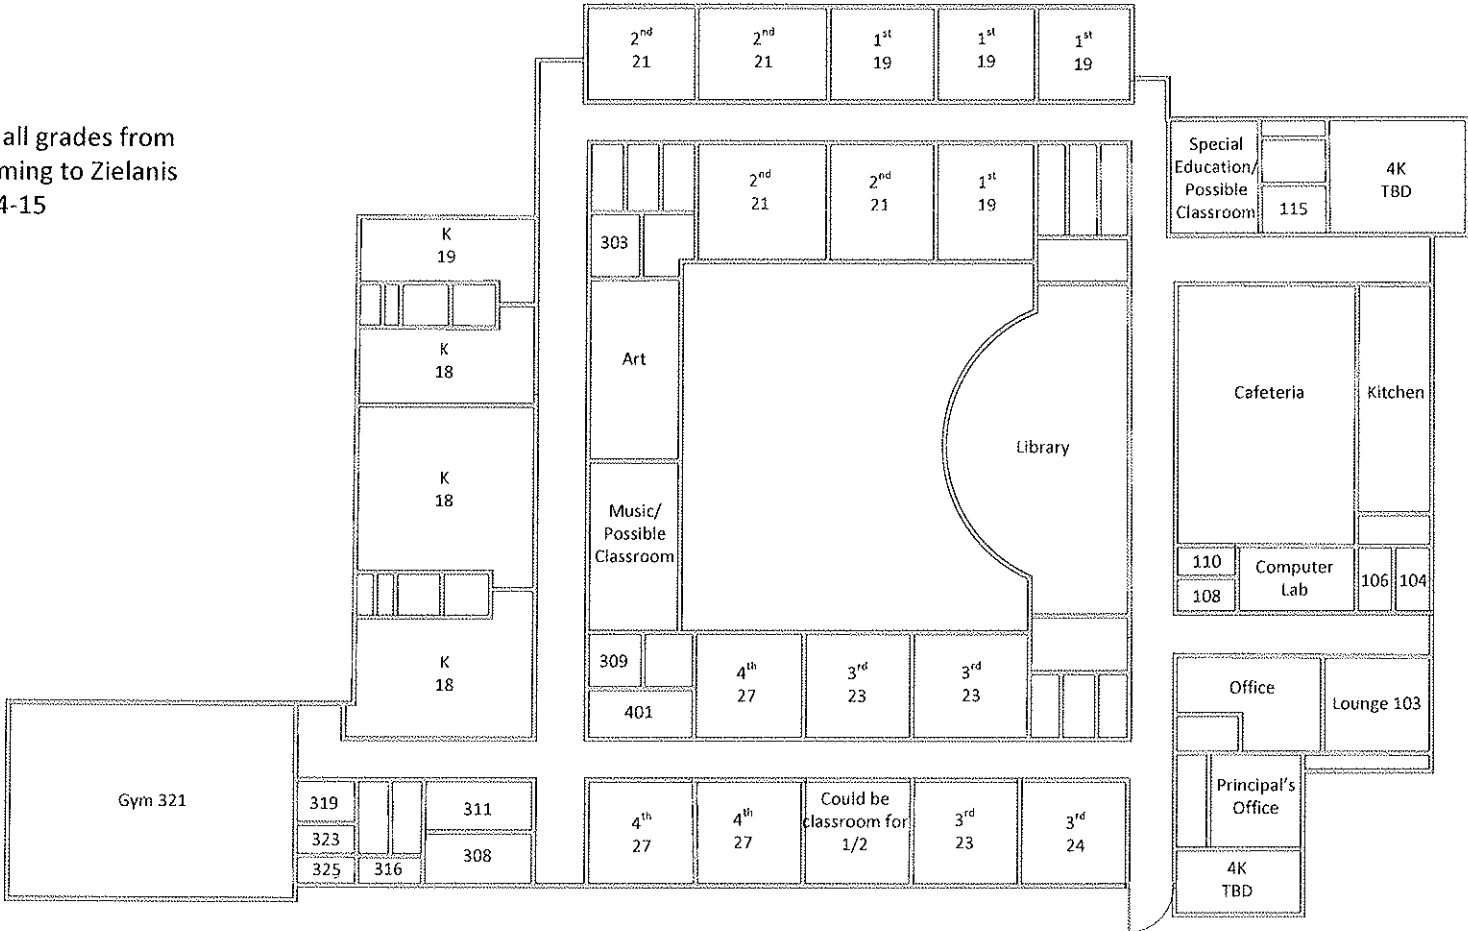 all grades from
ming to Zielanis
4-15
2nd
21
2nd
21
1st
19
1st
19
1st
19
2nd
21
2nd
21
1st
19
Special
Education/
Possible
Classroom
115
4K
TBD
303
K
19
K
18
K
18
K
18
Art
Music/
Possible
Classroom
Library
Cafeteria
Kitchen
110
108
Computer
Lab
106
104
309
401
4th
27
3rd
23
3rd
23
Office
Lounge 103
Principal's
Office
4K
TBD
Gym 321
319
323
325
316
311
308
4th
27
4th
27
Could be
classroom for
1/2
3rd
23
3rd
24